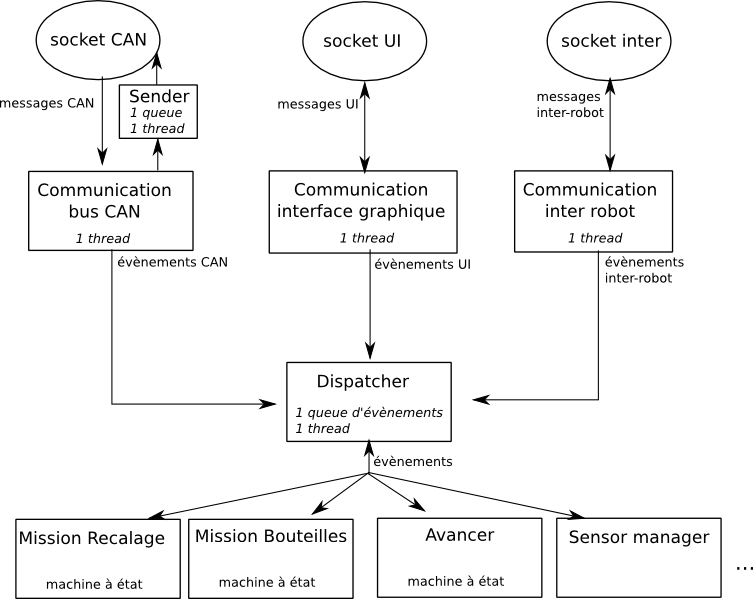 socket CAN
socket UI
socket inter
messages CAN
Sender
1 queue
1 thread
messages UI
messages
inter-robot
Communication
bus CAN
1 thread
Communication
interface graphique
1 thread
Communication
inter robot
1 thread
évènements CAN
évènements UI
évènements
inter-robot
Dispatcher
1 queue d'évènements
1 thread
évènements
Mission Recalage
machine à état
Mission Bouteilles
machine à état
Avancer
machine à état
Sensor manager
...